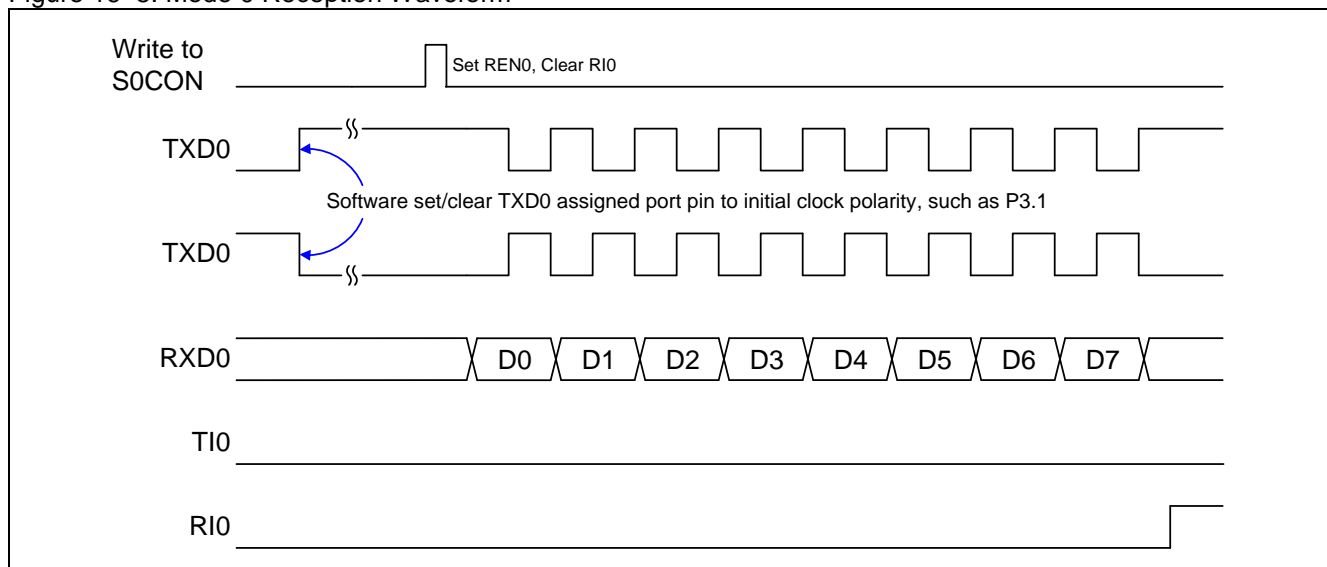 Write to
S0CON
Set REN0, Clear RI0
TXD0
Software set/clear TXD0 assigned port pin to initial clock polarity, such as P3.1
TXD0
RXD0 D0 D1 D2 D3 D4 D5 D6 D7
TI0
RI0